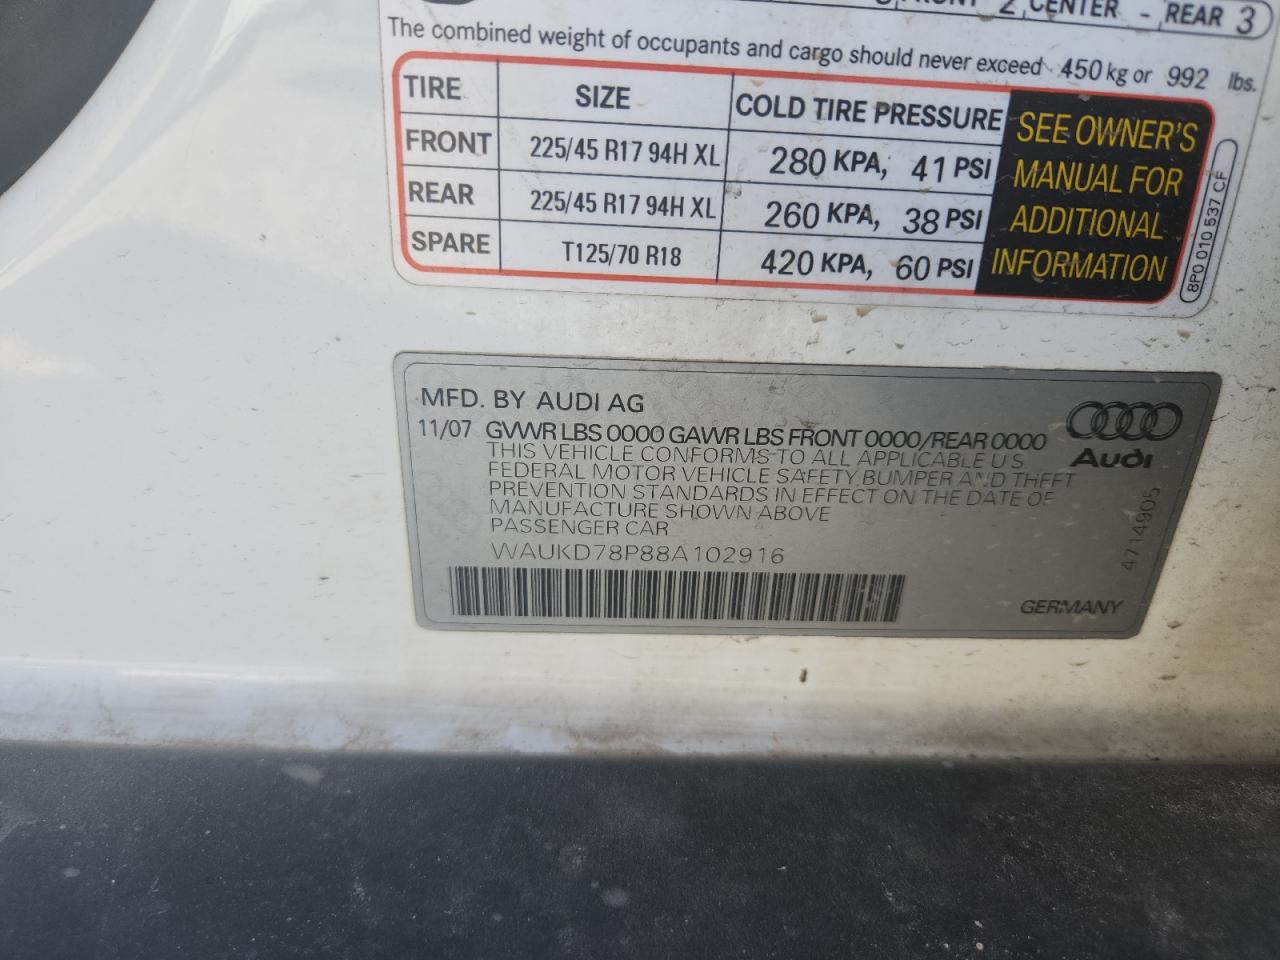 2 CENTER - REAR 3
The combined weight of occupants and cargo should never exceed 450 kg or 992 lbs.
TIRE SIZE COLD TIRE PRESSURE
FRONT 225/45 R17 94H XL 280 KPA, 41 PSI
REAR 225/45 R17 94H XL 260 KPA, 38 PSI
SPARE T125/70 R18 420 KPA, 60 PSI
SEE OWNER'S
MANUAL FOR
ADDITIONAL
INFORMATION
8P0 010 537 CF
MFD. BY AUDI AG
11/07 GVWR LBS 0000 GAWR LBS FRONT 0000/REAR 0000
THIS VEHICLE CONFORMS TO ALL APPLICABLE U S
FEDERAL MOTOR VEHICLE SAFETY, BUMPER AND THEFT
PREVENTION STANDARDS IN EFFECT ON THE DATE OF
MANUFACTURE SHOWN ABOVE
PASSENGER CAR
WAUKD78P88A102916
Audi
4714905
GERMANY